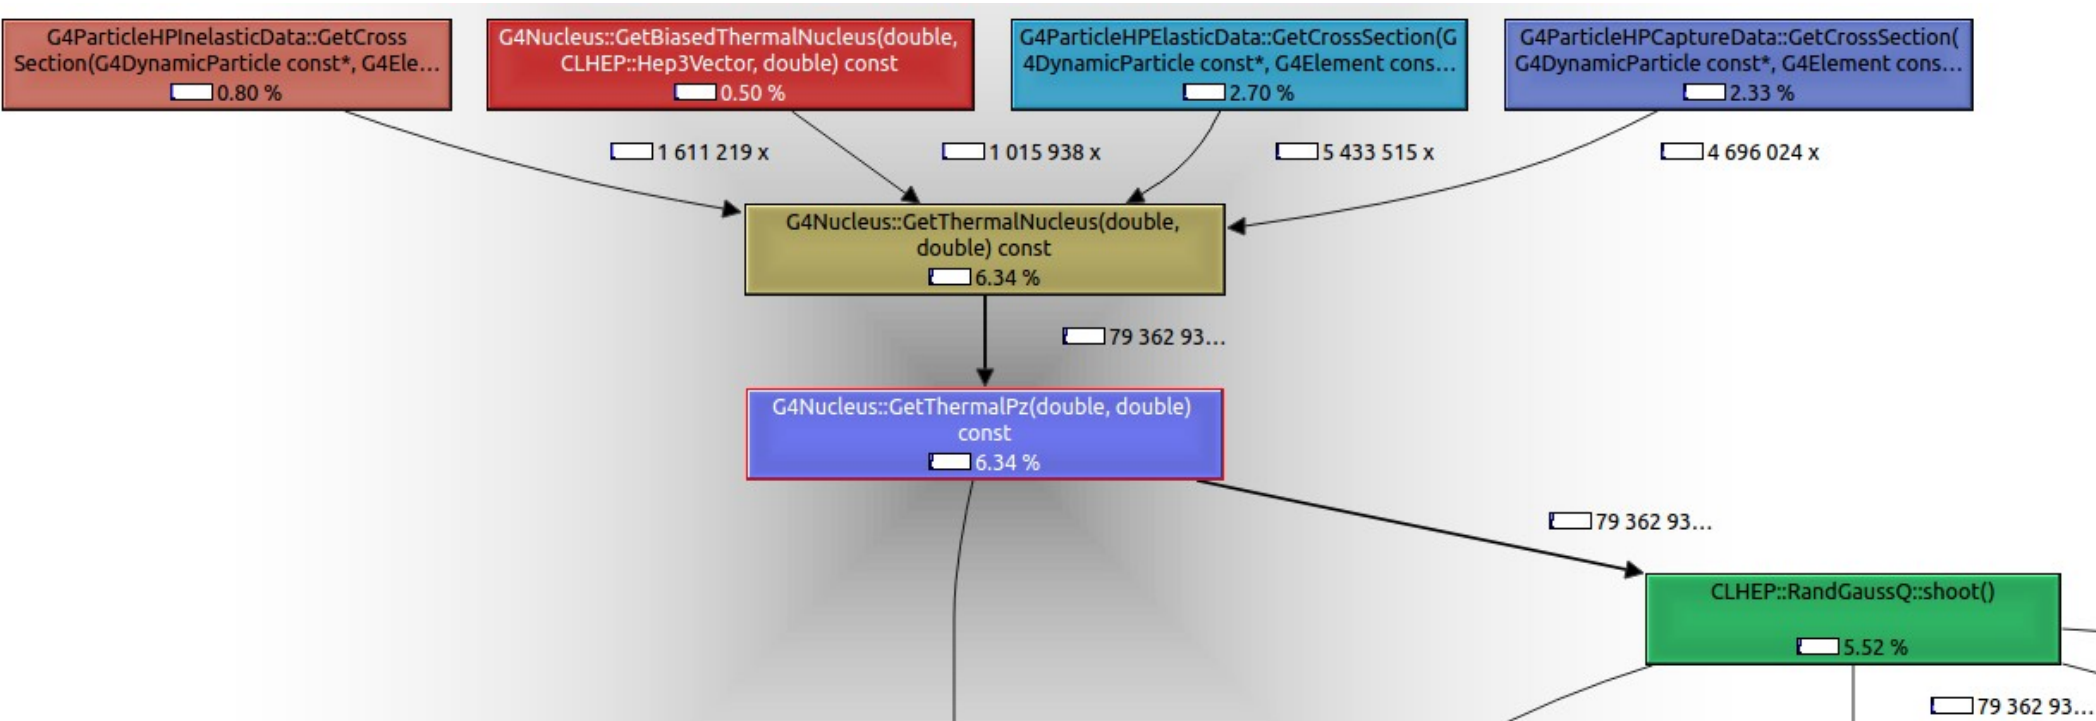 G4ParticleHPInelasticData::GetCross
Section(G4DynamicParticle const*, G4Ele...
0.80 %
G4Nucleus::GetBiasedThermalNucleus(double,
CLHEP::Hep3Vector, double) const
0.50 %
G4ParticleHPElasticData::GetCrossSection(G
4DynamicParticle const*, G4Element cons...
2.70 %
G4ParticleHPCaptureData::GetCrossSection(
G4DynamicParticle const*, G4Element cons...
2.33 %
1 611 219 x
1 015 938 x
5 433 515 x
4 696 024 x
G4Nucleus::GetThermalNucleus(double,
double) const
6.34 %
79 362 93...
G4Nucleus::GetThermalPz(double, double)
const
6.34 %
79 362 93...
CLHEP::RandGaussQ::shoot()
5.52 %
79 362 93...